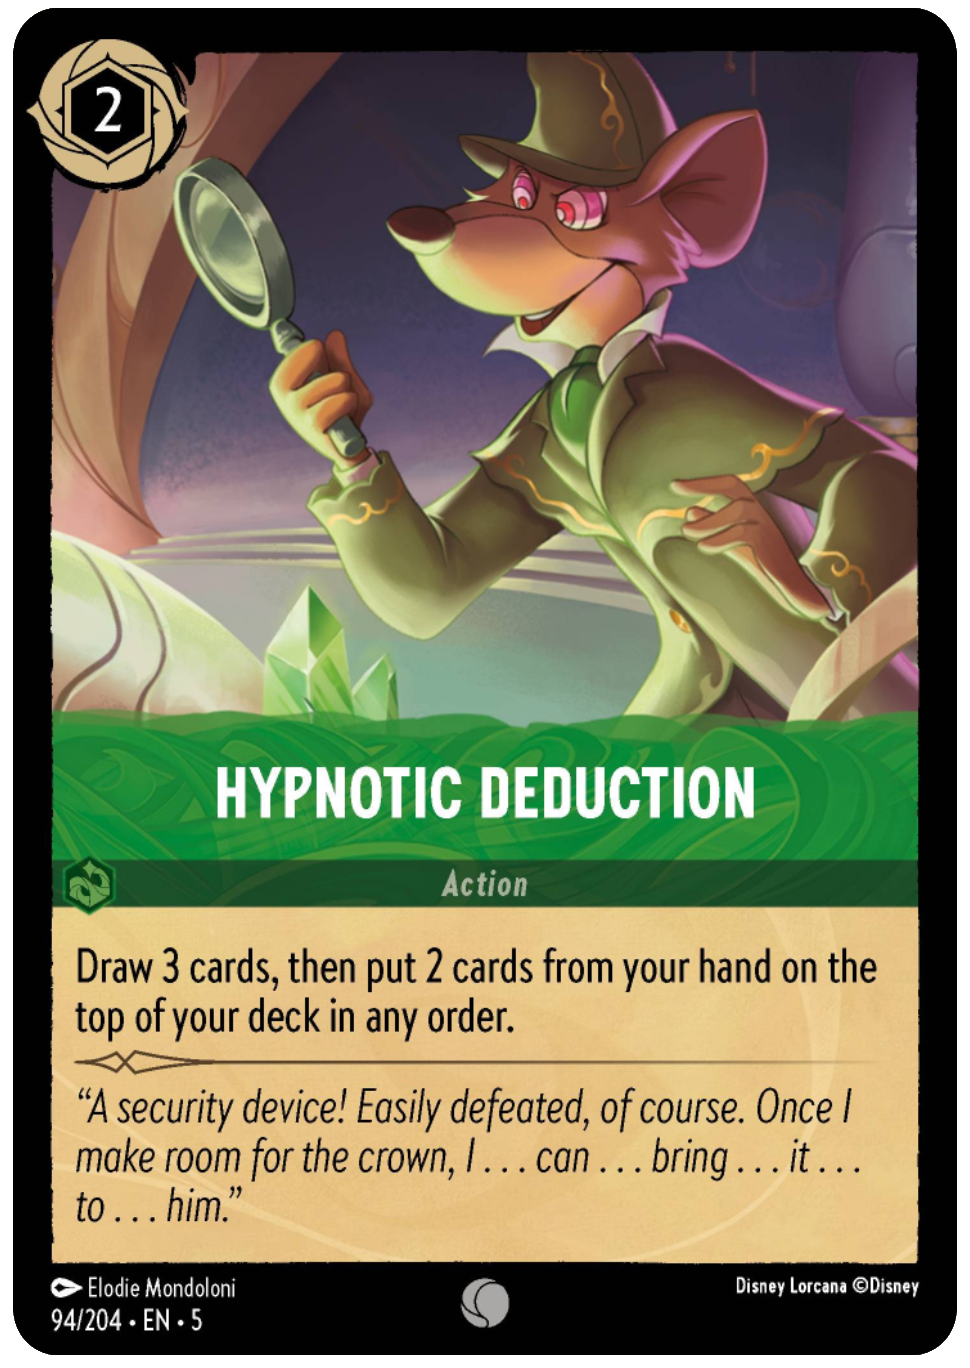 2
HYPNOTIC DEDUCTION
Action
Draw 3 cards, then put 2 cards from your hand on the
top of your deck in any order.
“A security device! Easily defeated, of course. Once I
make room for the crown, I . . . can . . . bring . . . it . . .
to . . . him.”
Elodie Mondoloni
Disney Lorcana ©Disney
94/204 • EN • 5